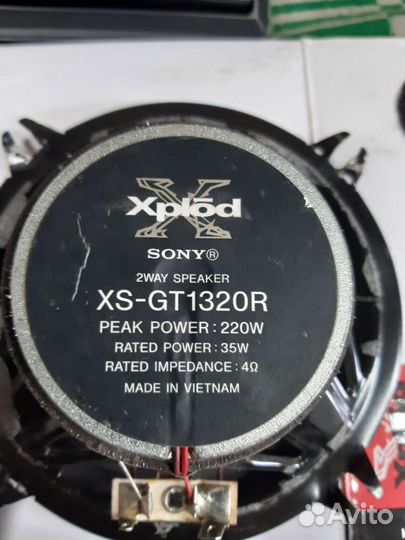 Xplōd
SONY®
2WAY SPEAKER
XS-GT1320R
PEAK POWER : 220W
RATED POWER : 35W
RATED IMPEDANCE : 4Ω
MADE IN VIETNAM
Avito